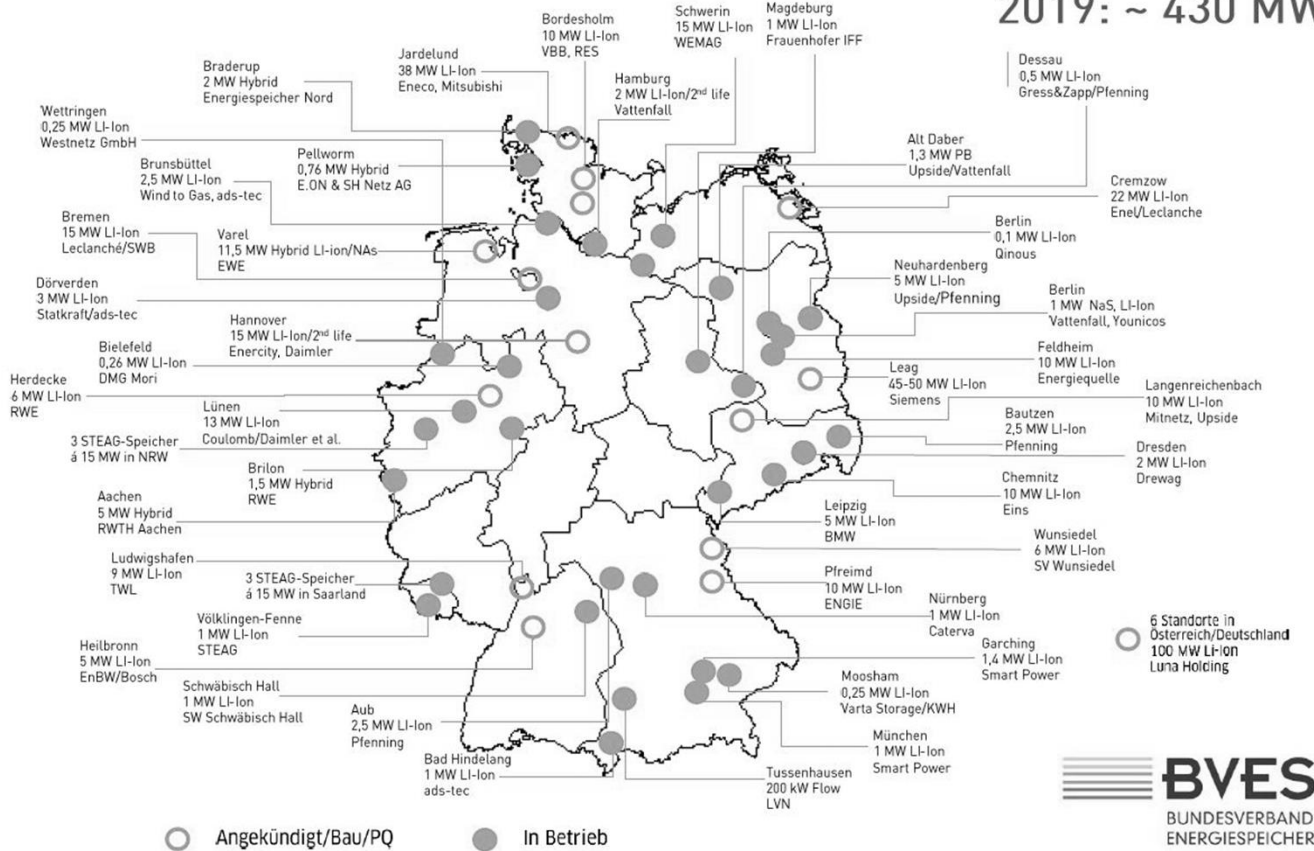 2019: ~ 430 MW
Bordesholm
10 MW LI-Ion
VBB, RES
Schwerin
15 MW LI-Ion
WEMAG
Magdeburg
1 MW LI-Ion
Frauenhofer IFF
Jardelund
38 MW LI-Ion
Eneco, Mitsubishi
Dessau
0,5 MW LI-Ion
Gress&Zapp/Pfenning
Braderup
2 MW Hybrid
Energiespeicher Nord
Hamburg
2 MW LI-Ion/2nd life
Vattenfall
Wettringen
0,25 MW LI-Ion
Westnetz GmbH
Alt Daber
1,3 MW PB
Upside/Vattenfall
Pellworm
0,76 MW Hybrid
E.ON & SH Netz AG
Brunsbüttel
2,5 MW LI-Ion
Wind to Gas, ads-tec
Cremzow
22 MW LI-Ion
Enel/Leclanche
Bremen
15 MW LI-Ion
Leclanché/SWB
Varel
11,5 MW Hybrid LI-ion/NAs
EWE
Berlin
0,1 MW LI-Ion
Qinous
Neuhardenberg
5 MW LI-Ion
Upside/Pfenning
Dörverden
3 MW LI-Ion
Statkraft/ads-tec
Berlin
1 MW NaS, LI-Ion
Vattenfall, Younicos
Hannover
15 MW LI-Ion/2nd life
Enercity, Daimler
Bielefeld
0,26 MW LI-Ion
DMG Mori
Feldheim
10 MW LI-Ion
Energiequelle
Leag
45-50 MW LI-Ion
Siemens
Herdecke
6 MW LI-Ion
RWE
Langenreichenbach
10 MW LI-Ion
Mitnetz, Upside
Lünen
13 MW LI-Ion
Coulomb/Daimler et al.
Bautzen
2,5 MW LI-Ion
Pfenning
3 STEAG-Speicher
á 15 MW in NRW
Dresden
2 MW LI-Ion
Drewag
Brilon
1,5 MW Hybrid
RWE
Chemnitz
10 MW LI-Ion
Eins
Aachen
5 MW Hybrid
RWTH Aachen
Leipzig
5 MW LI-Ion
BMW
Wunsiedel
6 MW LI-Ion
SV Wunsiedel
Ludwigshafen
9 MW LI-Ion
TWL
3 STEAG-Speicher
á 15 MW in Saarland
Pfreimd
10 MW LI-Ion
ENGIE
Nürnberg
1 MW LI-Ion
Caterva
Völklingen-Fenne
1 MW LI-Ion
STEAG
6 Standorte in
Österreich/Deutschland
100 MW Li-Ion
Luna Holding
Heilbronn
5 MW LI-Ion
EnBW/Bosch
Garching
1,4 MW LI-Ion
Smart Power
Schwäbisch Hall
1 MW LI-Ion
SW Schwäbisch Hall
Moosham
0,25 MW LI-Ion
Varta Storage/KWH
Aub
2,5 MW LI-Ion
Pfenning
München
1 MW LI-Ion
Smart Power
Bad Hindelang
1 MW LI-Ion
ads-tec
Tussenhausen
200 kW Flow
LVN
BVES
BUNDESVERBAND
ENERGIESPEICHER
Angekündigt/Bau/PQ
In Betrieb